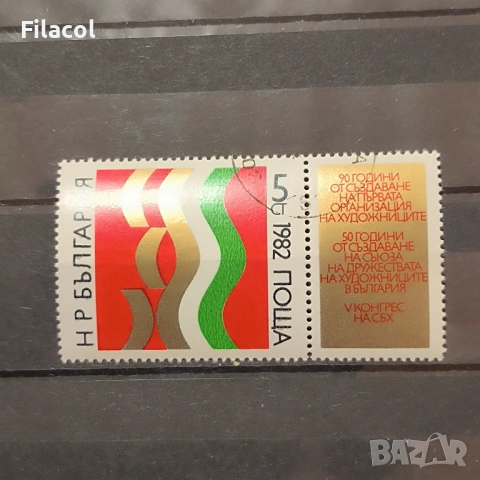 Filacol
Н Р БЪЛГАРИЯ
5
СТ
1982 ПОЩА
90 ГОДИНИ
ОТ СЪЗДАВАНЕ
НА ПЪРВАТА
ОРГАНИЗАЦИЯ
НА ХУДОЖНИЦИТЕ
50 ГОДИНИ
ОТ СЪЗДАВАНЕ
НА СЪЮЗА
НА ДРУЖЕСТВАТА
НА ХУДОЖНИЦИТЕ
В БЪЛГАРИЯ
V КОНГРЕС
НА СБХ
BAZAR